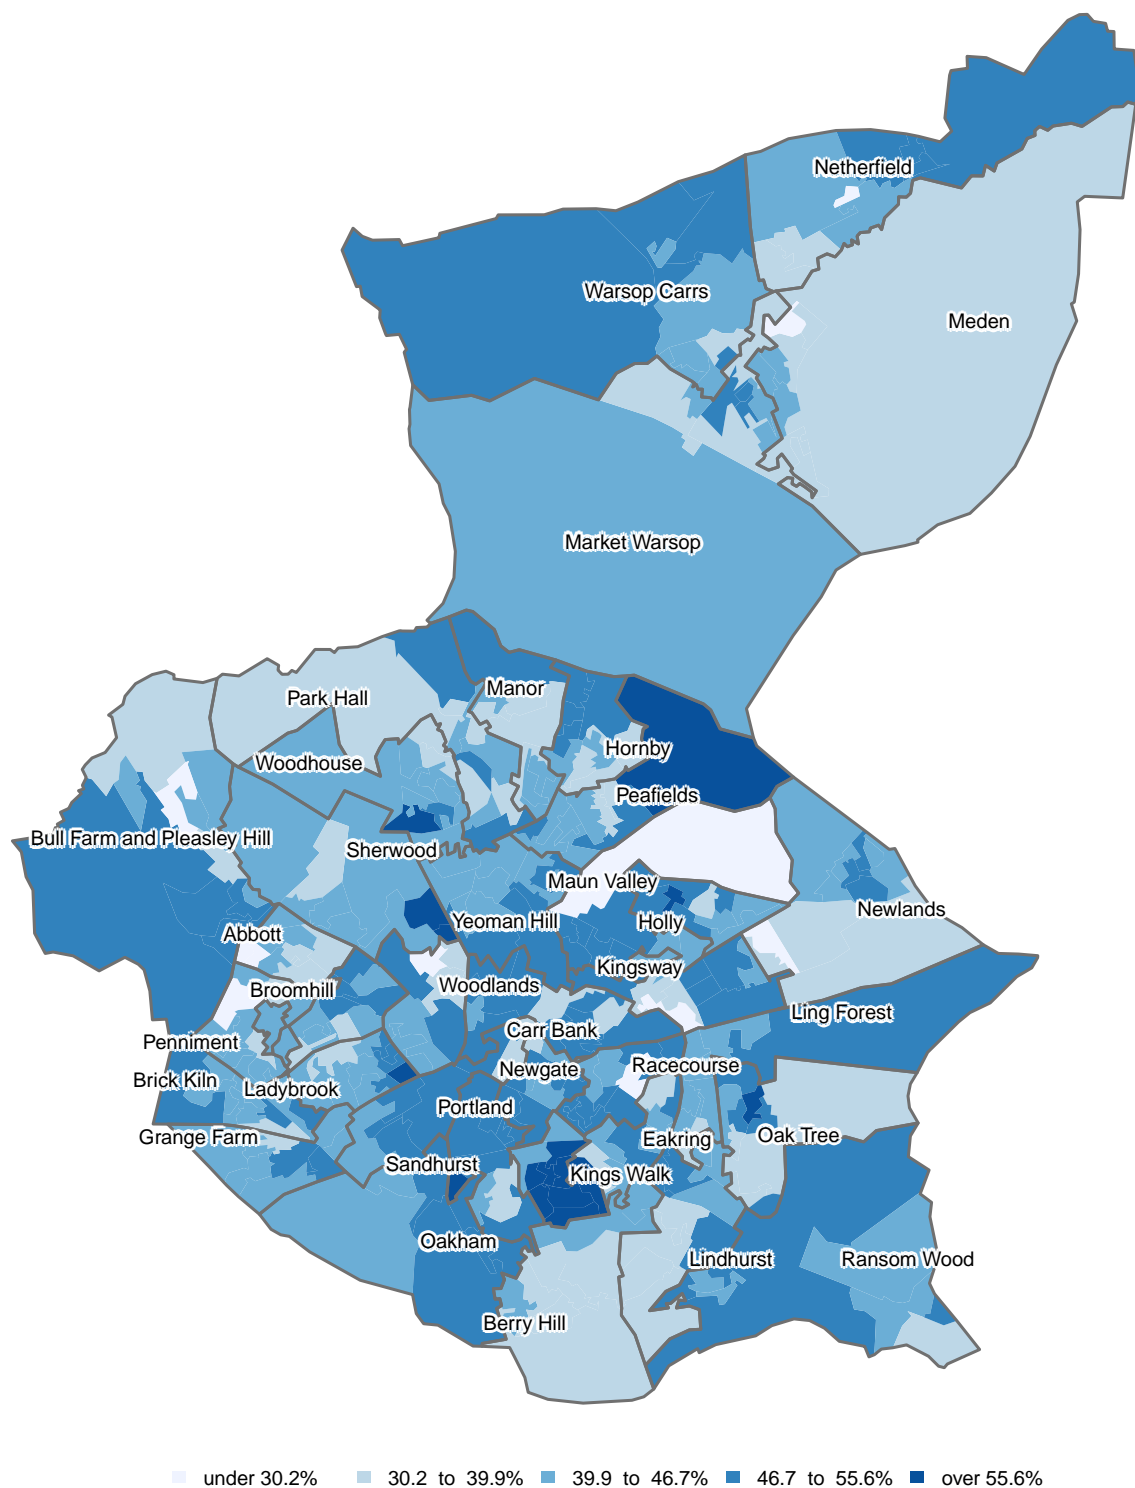 Netherfield
Warsop Carrs
Meden
Market Warsop
Manor
Park Hall
Hornby
Woodhouse
Peafields
Bull Farm and Pleasley Hill
Sherwood
Maun Valley
Newlands
Yeoman Hill
Holly
Abbott
Kingsway
Woodlands
Broomhill
Ling Forest
Carr Bank
Penniment
Racecourse
Newgate
Brick Kiln
Ladybrook
Portland
Oak Tree
Grange Farm
Eakring
Sandhurst
Kings Walk
Oakham
Lindhurst
Ransom Wood
Berry Hill
under 30.2% 30.2 to 39.9% 39.9 to 46.7% 46.7 to 55.6% over 55.6%